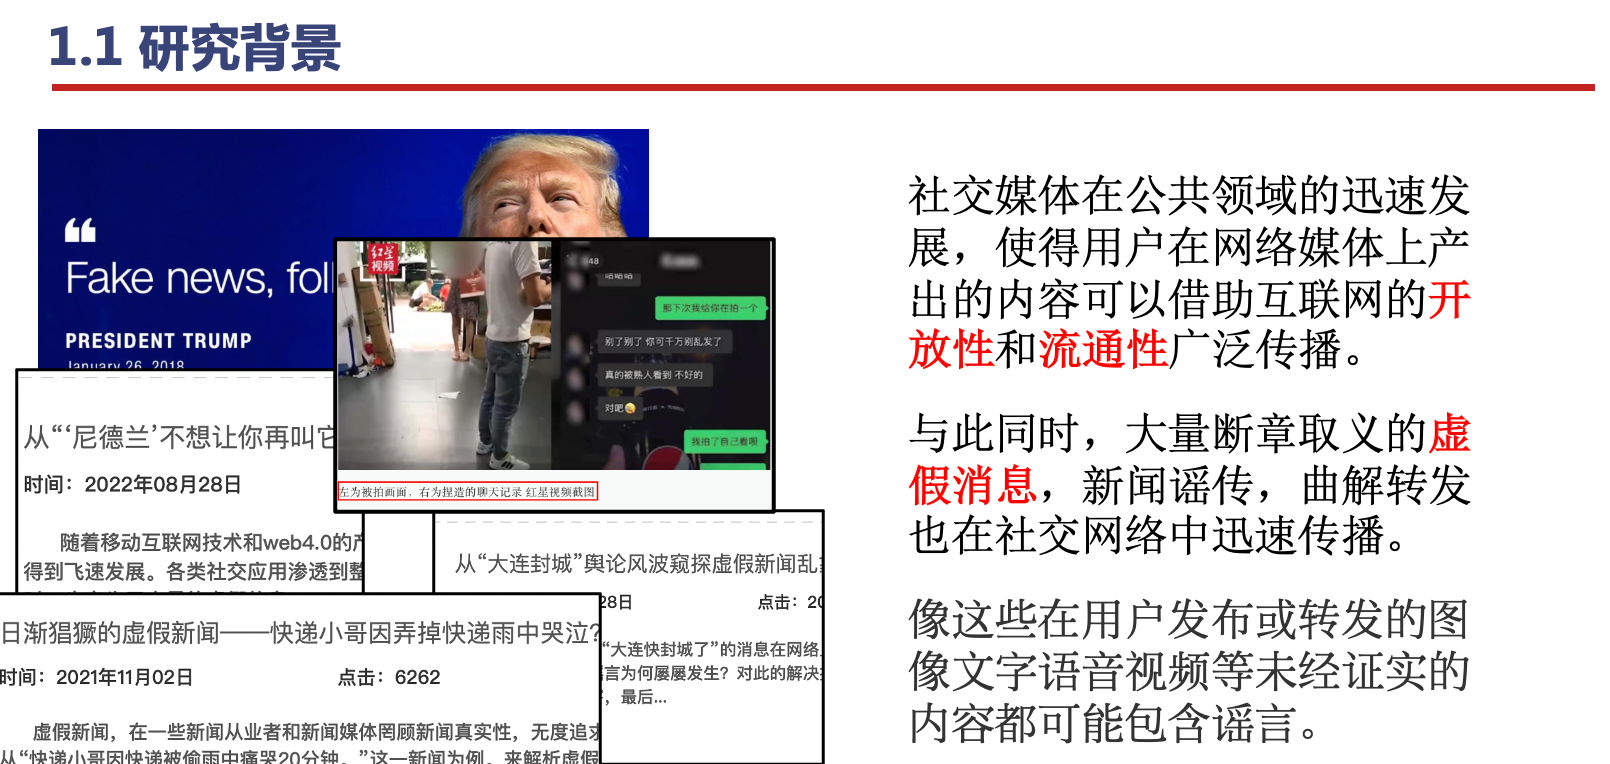 1.1 研究背景
“
Fake news, fol
PRESIDENT TRUMP
January 26, 2018
红星
视频
48
哈哈哈
那下次我给你在拍一个
别了别了 你可千万别乱发了
真的被熟人看到 不好的
对吧
我拍了自己看呗
左为被拍画面，右为捏造的聊天记录 红星视频截图
从“‘尼德兰’不想让你再叫它
时间：2022年08月28日
随着移动互联网技术和web4.0的产
得到飞速发展。各类社交应用渗透到整
从“大连封城”舆论风波窥探虚假新闻乱
28日
点击：20
“大连快封城了”的消息在网络
言为何屡屡发生？对此的解决
，最后...
日渐猖獗的虚假新闻——快递小哥因弄掉快递雨中哭泣?
时间：2021年11月02日
点击：6262
虚假新闻，在一些新闻从业者和新闻媒体罔顾新闻真实性，无度追求
从“快递小哥因快递被偷雨中痛哭20分钟。”这一新闻为例，来解析虚假
社交媒体在公共领域的迅速发
展，使得用户在网络媒体上产
出的内容可以借助互联网的开
放性和流通性广泛传播。
与此同时，大量断章取义的虚
假消息，新闻谣传，曲解转发
也在社交网络中迅速传播。
像这些在用户发布或转发的图
像文字语音视频等未经证实的
内容都可能包含谣言。